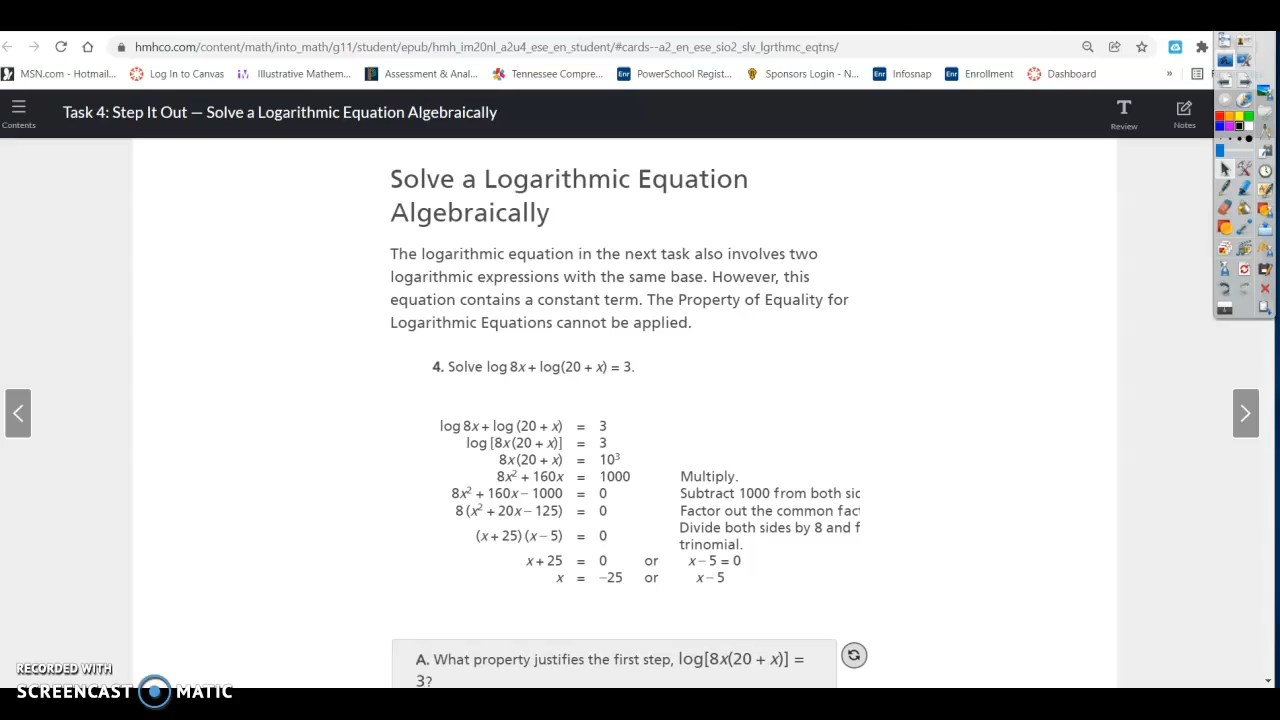 hmhco.com/content/math/into_math/g11/student/epub/hmh_im20nl_a2u4_ese_en_student/#cards--a2_en_ese_sio2_slv_lgrthmc_eqtns/
MSN.com - Hotmail... Log In to Canvas Illustrative Mathem... Assessment & Anal... Tennessee Compre... Enr PowerSchool Regist... Sponsors Login - N... Enr Infosnap Enr Enrollment Dashboard »
Contents
Task 4: Step It Out — Solve a Logarithmic Equation Algebraically
T Review
Notes
Solve a Logarithmic Equation
Algebraically
The logarithmic equation in the next task also involves two
logarithmic expressions with the same base. However, this
equation contains a constant term. The Property of Equality for
Logarithmic Equations cannot be applied.
4. Solve log 8x + log(20 + x) = 3.
log 8x + log (20 + x) = 3
log [8x(20 + x)] = 3
8x(20 + x) = 10³
8x² + 160x = 1000 Multiply.
8x² + 160x − 1000 = 0 Subtract 1000 from both sid
8 (x² + 20x − 125) = 0 Factor out the common fact
Divide both sides by 8 and f
(x + 25) (x − 5) = 0 trinomial.
x + 25 = 0 or x − 5 = 0
x = −25 or x − 5
A. What property justifies the first step, log[8x(20 + x)] =
3?
RECORDED WITH
SCREENCAST MATIC